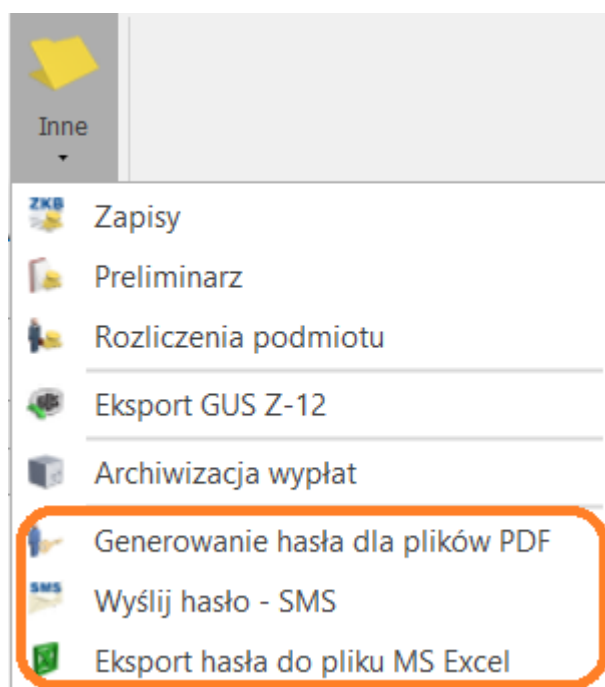 Inne
ZKB
Zapisy
Preliminarz
Rozliczenia podmiotu
Eksport GUS Z-12
Archiwizacja wypłat
Generowanie hasła dla plików PDF
SMS
Wyślij hasło - SMS
Eksport hasła do pliku MS Excel